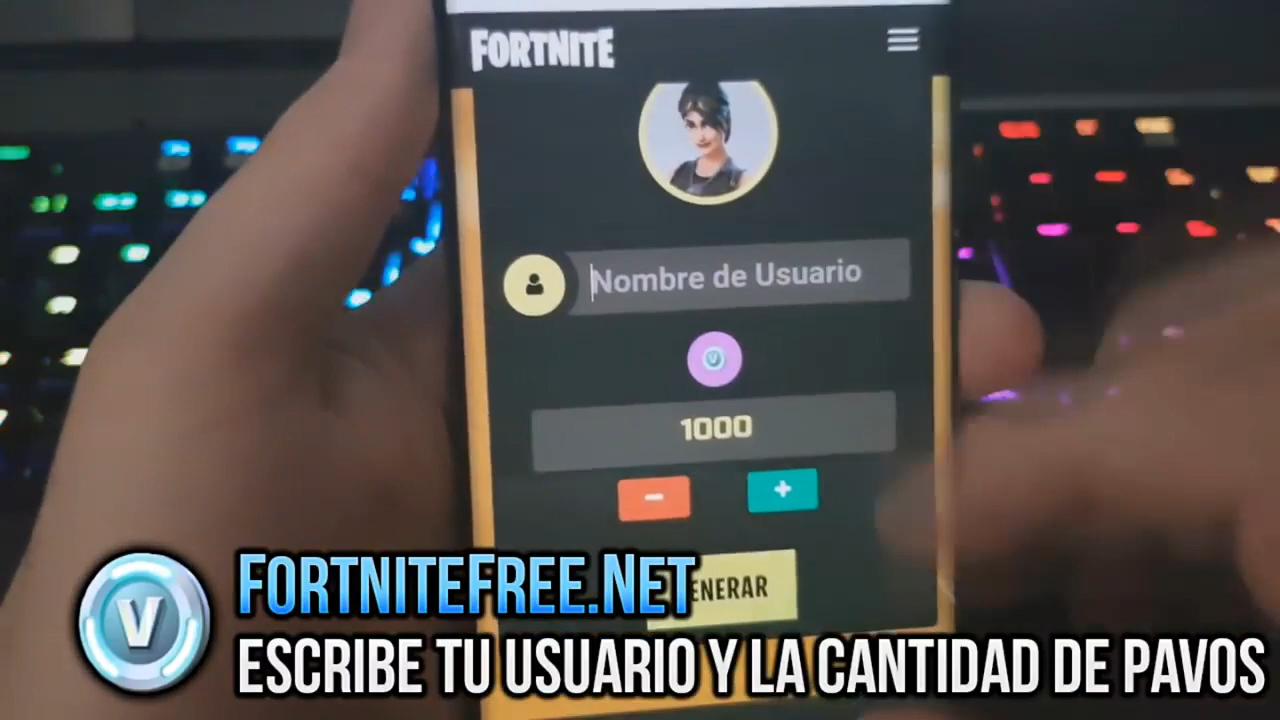 FORTNITE
Nombre de Usuario
V
1000
- +
ENERAR
V
FORTNITEFREE.NET
ESCRIBE TU USUARIO Y LA CANTIDAD DE PAVOS